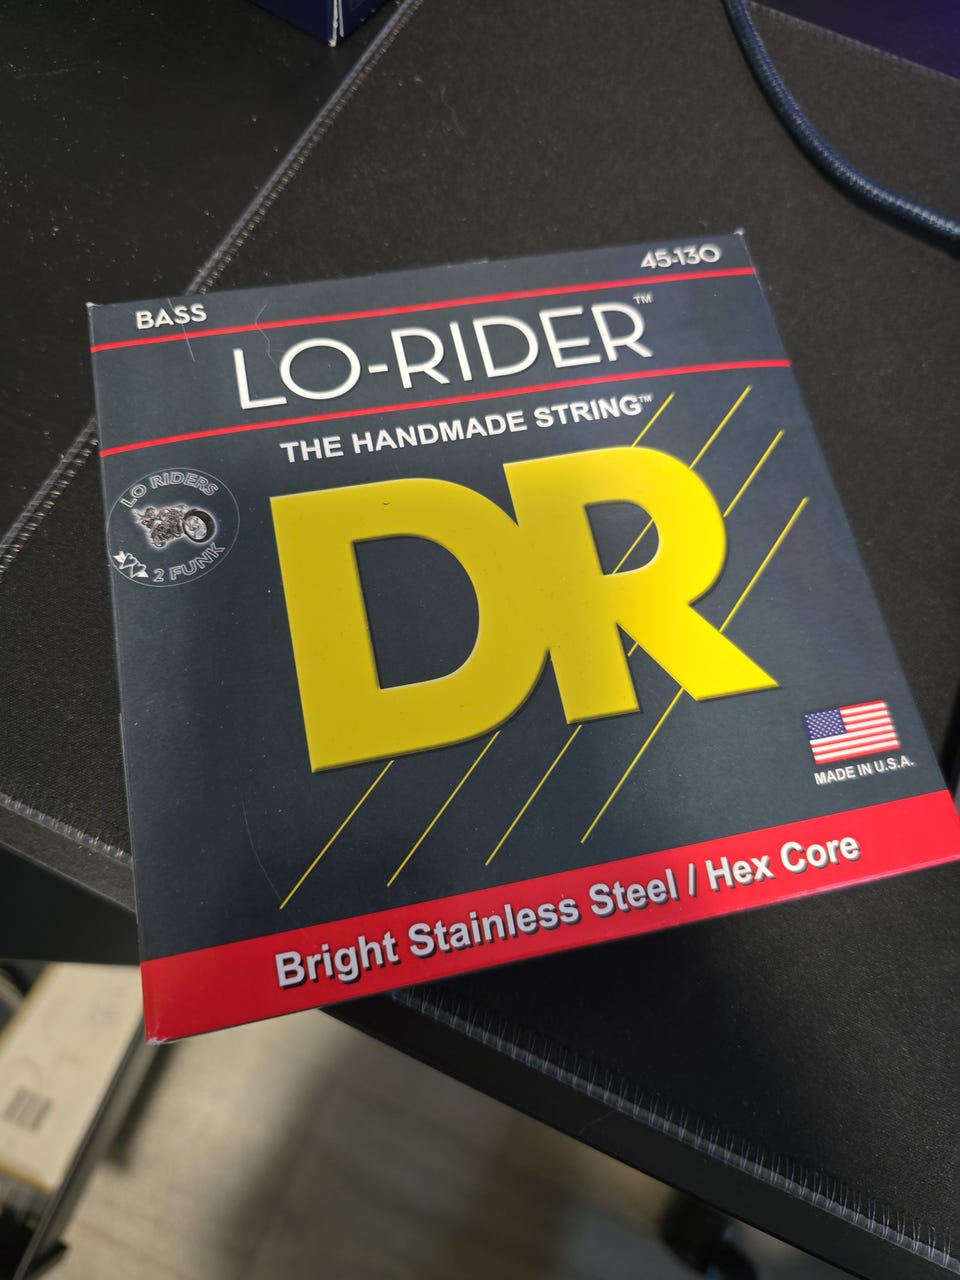 BASS
45-130
LO-RIDER™
THE HANDMADE STRING™
LO RIDERS
2 FUNK
DR
MADE IN U.S.A.
Bright Stainless Steel / Hex Core